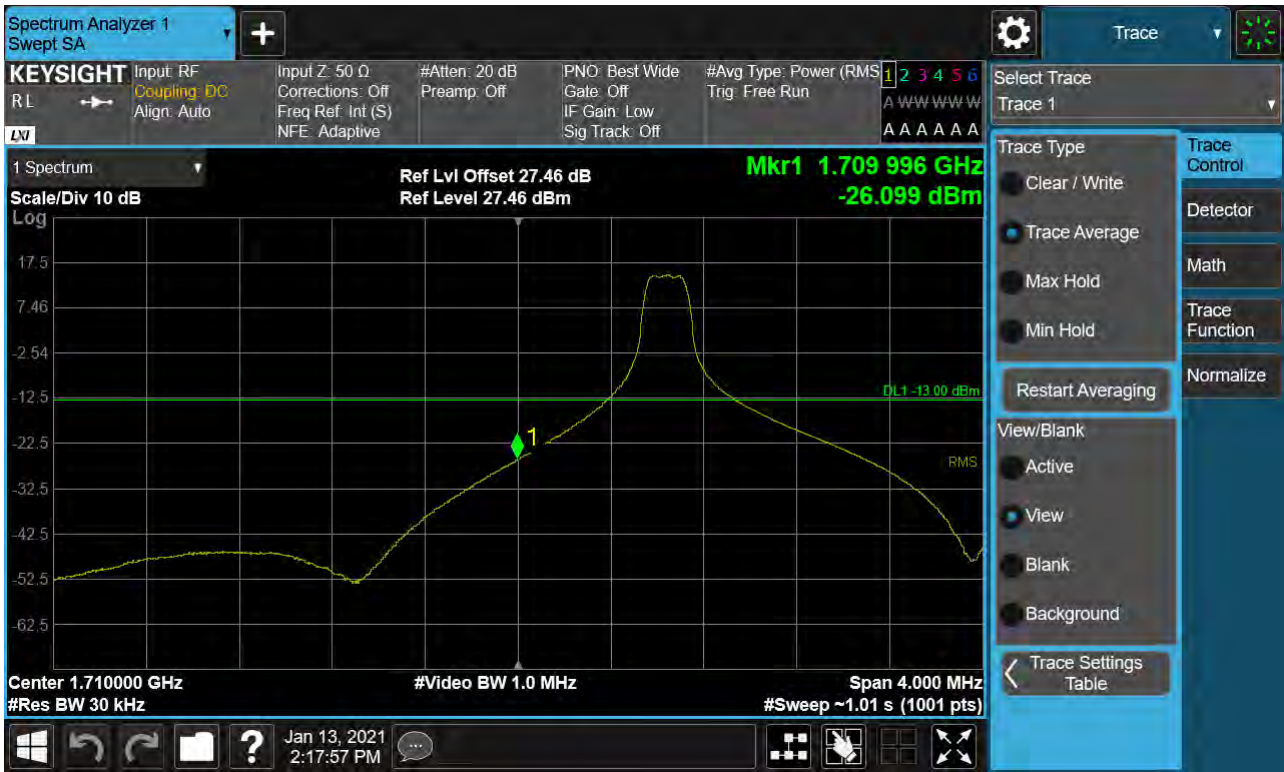 Spectrum Analyzer 1
Swept SA
+
Trace
KEYSIGHT
RL
LXI
Input: RF
Coupling: DC
Align: Auto
Input Z: 50 Ω
Corrections: Off
Freq Ref: Int (S)
NFE: Adaptive
#Atten: 20 dB
Preamp: Off
PNO: Best Wide
Gate: Off
IF Gain: Low
Sig Track: Off
#Avg Type: Power (RMS
Trig: Free Run
1 2 3 4 5 6
A W W W W W
A A A A A A
Select Trace
Trace 1
1 Spectrum
Scale/Div 10 dB
Log
Ref Lvl Offset 27.46 dB
Ref Level 27.46 dBm
Mkr1 1.709 996 GHz
-26.099 dBm
17.5
7.46
-2.54
-12.5
-22.5
-32.5
-42.5
-52.5
-62.5
DL1 -13.00 dBm
1
RMS
Center 1.710000 GHz
#Res BW 30 kHz
#Video BW 1.0 MHz
Span 4.000 MHz
#Sweep ~1.01 s (1001 pts)
Trace Type
Clear / Write
Trace Average
Max Hold
Min Hold
Restart Averaging
View/Blank
Active
View
Blank
Background
Trace Settings
Table
Trace
Control
Detector
Math
Trace
Function
Normalize
?
Jan 13, 2021
2:17:57 PM